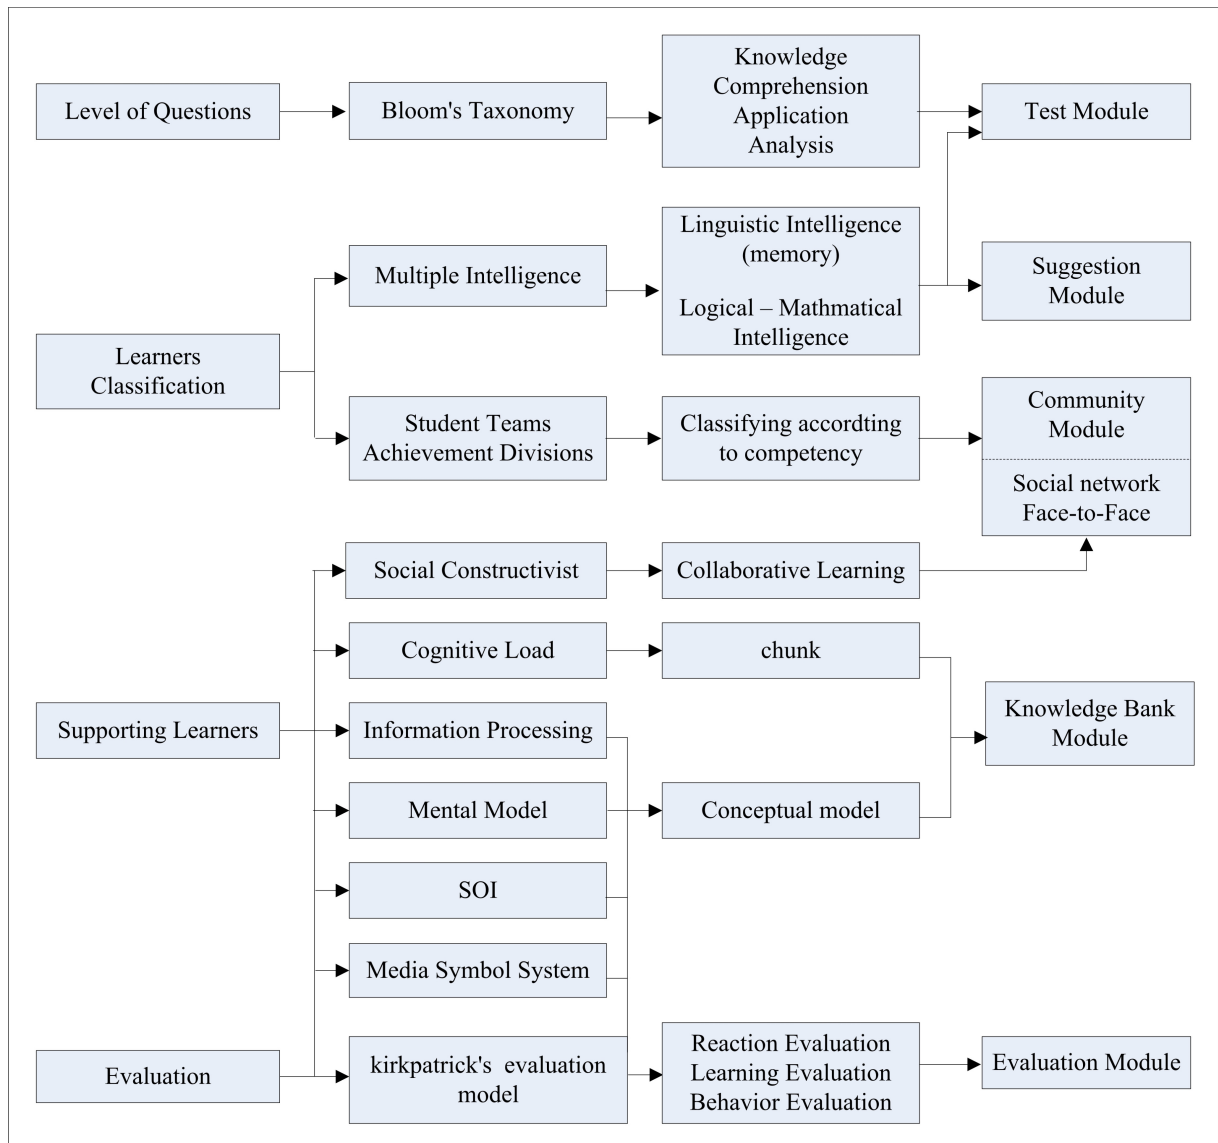 Level of Questions
Bloom's Taxonomy
Knowledge
Comprehension
Application
Analysis
Test Module
Learners
Classification
Multiple Intelligence
Linguistic Intelligence
(memory)
Logical – Mathmatical
Intelligence
Suggestion
Module
Student Teams
Achievement Divisions
Classifying accordting
to competency
Community
Module
Social network
Face-to-Face
Supporting Learners
Social Constructivist
Collaborative Learning
Cognitive Load
chunk
Information Processing
Mental Model
Conceptual model
Knowledge Bank
Module
SOI
Media Symbol System
Evaluation
kirkpatrick's evaluation
model
Reaction Evaluation
Learning Evaluation
Behavior Evaluation
Evaluation Module